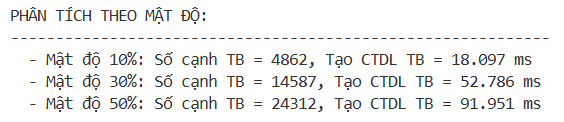 PHÂN TÍCH THEO MẬT ĐỘ:
------------------------------------------------------------
- Mật độ 10%: Số cạnh TB = 4862, Tạo CTDL TB = 18.097 ms
- Mật độ 30%: Số cạnh TB = 14587, Tạo CTDL TB = 52.786 ms
- Mật độ 50%: Số cạnh TB = 24312, Tạo CTDL TB = 91.951 ms